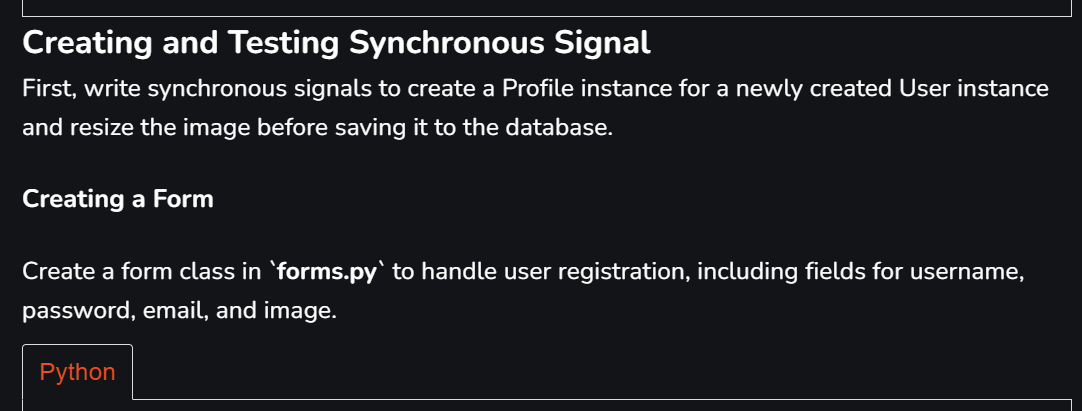 Creating and Testing Synchronous Signal
First, write synchronous signals to create a Profile instance for a newly created User instance
and resize the image before saving it to the database.
Creating a Form
Create a form class in `forms.py` to handle user registration, including fields for username,
password, email, and image.
Python